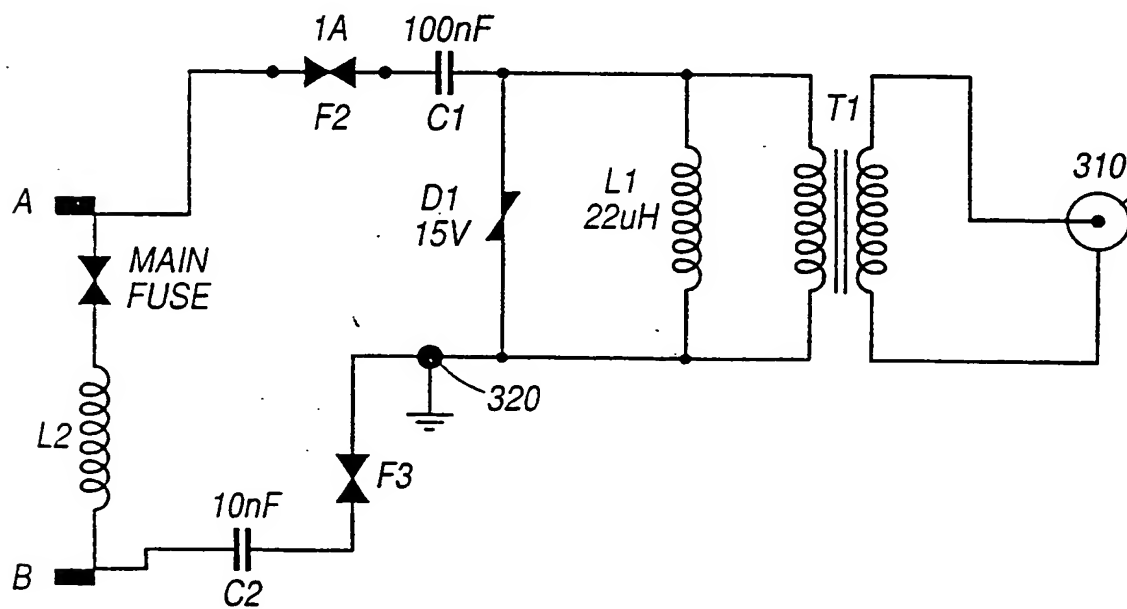 1A
100nF
F2
C1
T1
310
A
D1
15V
L1
22uH
MAIN
FUSE
320
L2
F3
10nF
B
C2